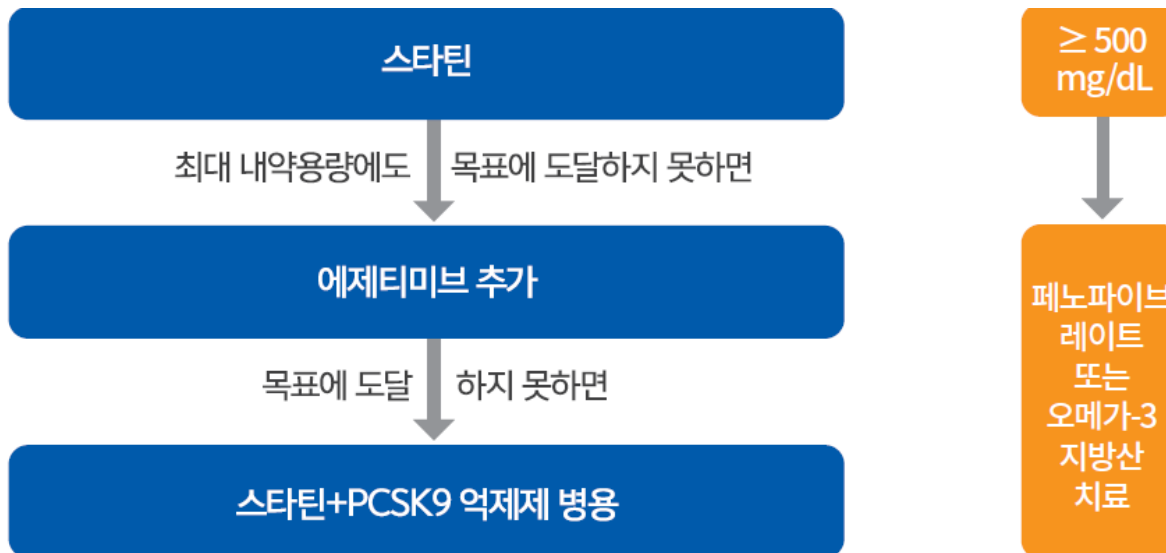 스타틴
최대 내약용량에도 목표에 도달하지 못하면
에제티미브 추가
목표에 도달 하지 못하면
스타틴+PCSK9 억제제 병용
≥ 500
mg/dL
페노파이브
레이트
또는
오메가-3
지방산
치료